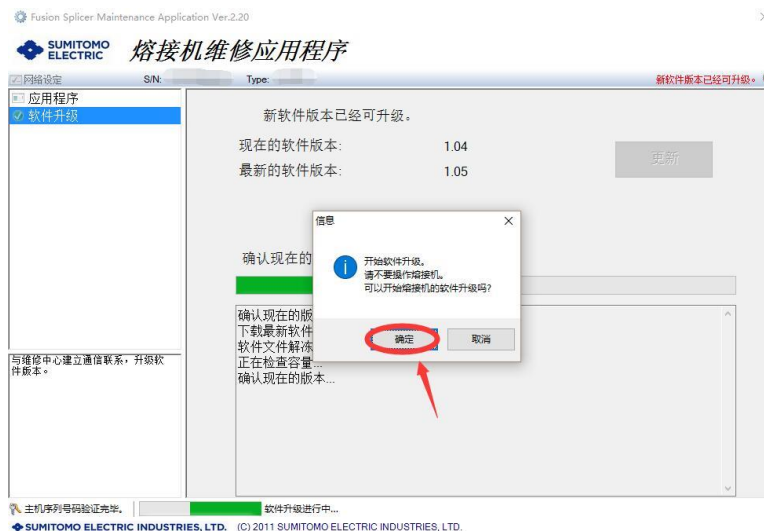 Fusion Splicer Maintenance Application Ver.2.20
SUMITOMO ELECTRIC
熔接机维修应用程序
网络设定 S/N: Type: 新软件版本已经可升级。
应用程序
软件升级
新软件版本已经可升级。
现在的软件版本: 1.04
最新的软件版本: 1.05
更新
信息
开始软件升级。
请不要操作熔接机。
可以开始熔接机的软件升级吗?
确定 取消
确认现在的
确认现在的版
下载最新软件
软件文件解冻
正在检查容量...
确认现在的版本...
与维修中心建立通信联系，升级软
件版本。
主机序列号码验证完毕。 软件升级进行中...
SUMITOMO ELECTRIC INDUSTRIES, LTD. (C) 2011 SUMITOMO ELECTRIC INDUSTRIES, LTD.